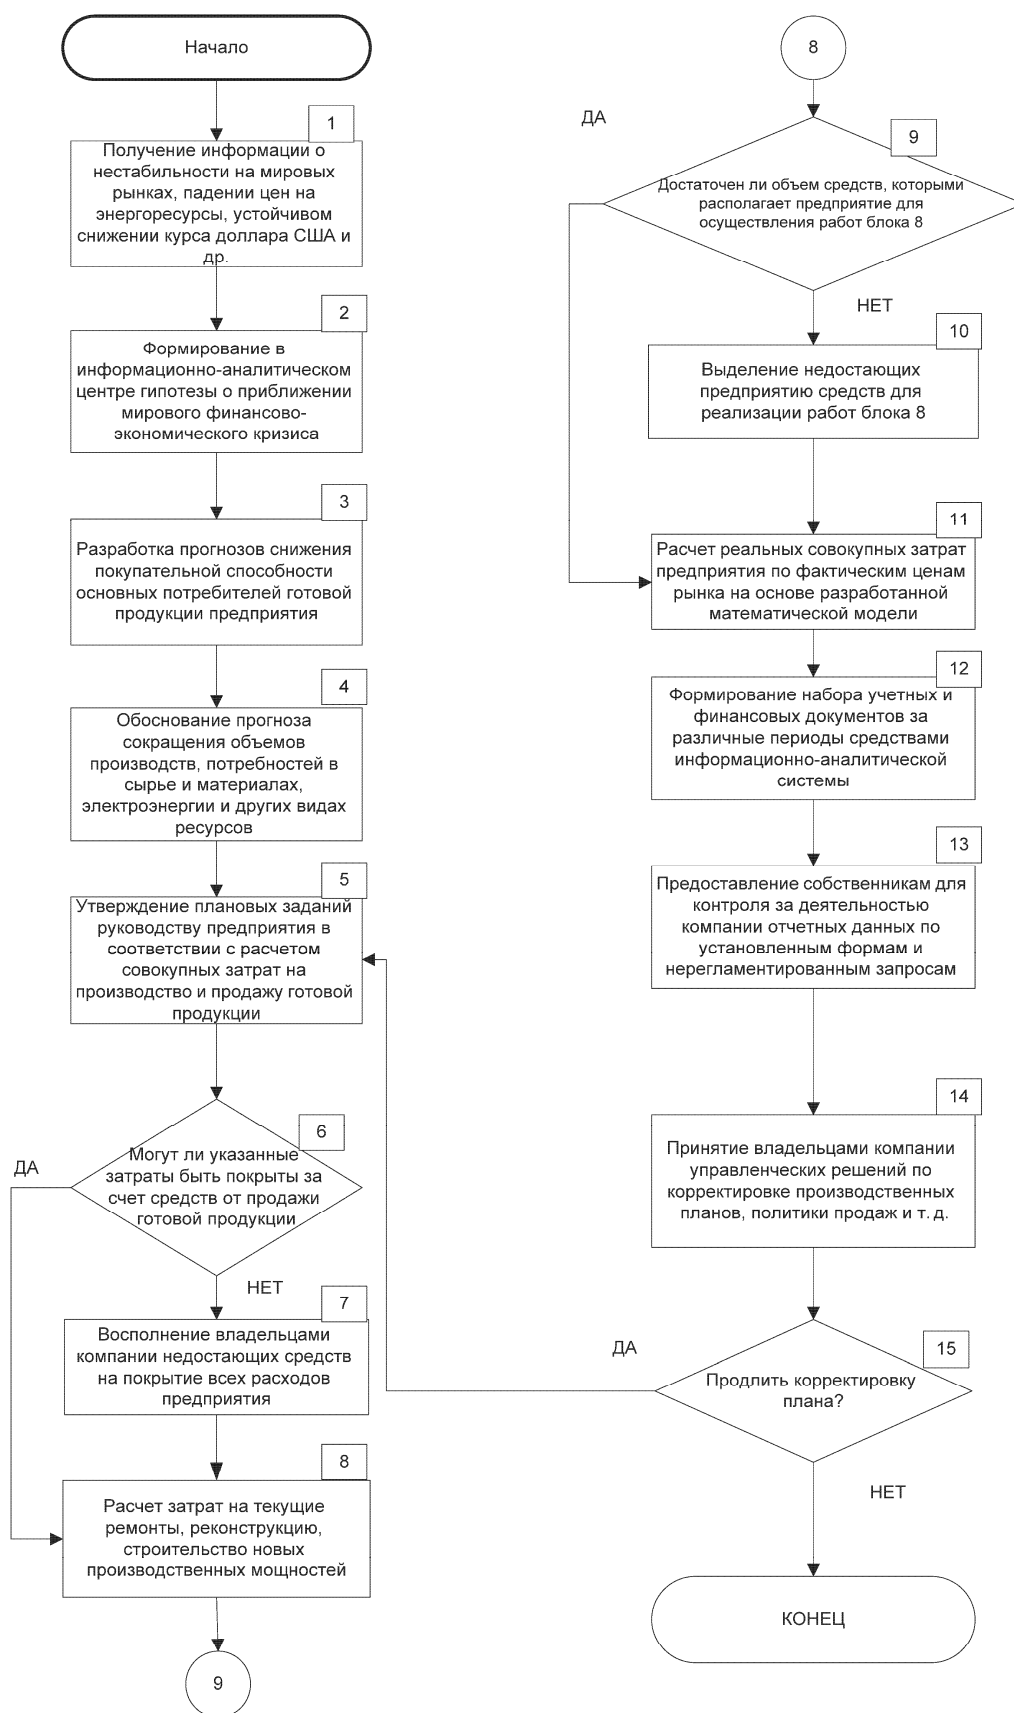 Начало
1
Получение информации о
нестабильности на мировых
рынках, падении цен на
энергоресурсы, устойчивом
снижении курса доллара США и
др.
2
Формирование в
информационно-аналитическом
центре гипотезы о приближении
мирового финансово-
экономического кризиса
3
Разработка прогнозов снижения
покупательной способности
основных потребителей готовой
продукции предприятия
4
Обоснование прогноза
сокращения объемов
производств, потребностей в
сырье и материалах,
электроэнергии и других видах
ресурсов
5
Утверждение плановых заданий
руководству предприятия в
соответствии с расчетом
совокупных затрат на
производство и продажу готовой
продукции
6
Могут ли указанные
затраты быть покрыты за
счет средств от продажи
готовой продукции
ДА
НЕТ
7
Восполнение владельцами
компании недостающих средств
на покрытие всех расходов
предприятия
8
Расчет затрат на текущие
ремонты, реконструкцию,
строительство новых
производственных мощностей
9
8
ДА
9
Достаточен ли объем средств, которыми
располагает предприятие для
осуществления работ блока 8
НЕТ
10
Выделение недостающих
предприятию средств для
реализации работ блока 8
11
Расчет реальных совокупных затрат
предприятия по фактическим ценам
рынка на основе разработанной
математической модели
12
Формирование набора учетных и
финансовых документов за
различные периоды средствами
информационно-аналитической
системы
13
Предоставление собственникам для
контроля за деятельностью
компании отчетных данных по
установленным формам и
нерегламентированным запросам
14
Принятие владельцами компании
управленческих решений по
корректировке производственных
планов, политики продаж и т. д.
15
ДА
Продлить корректировку
плана?
НЕТ
КОНЕЦ